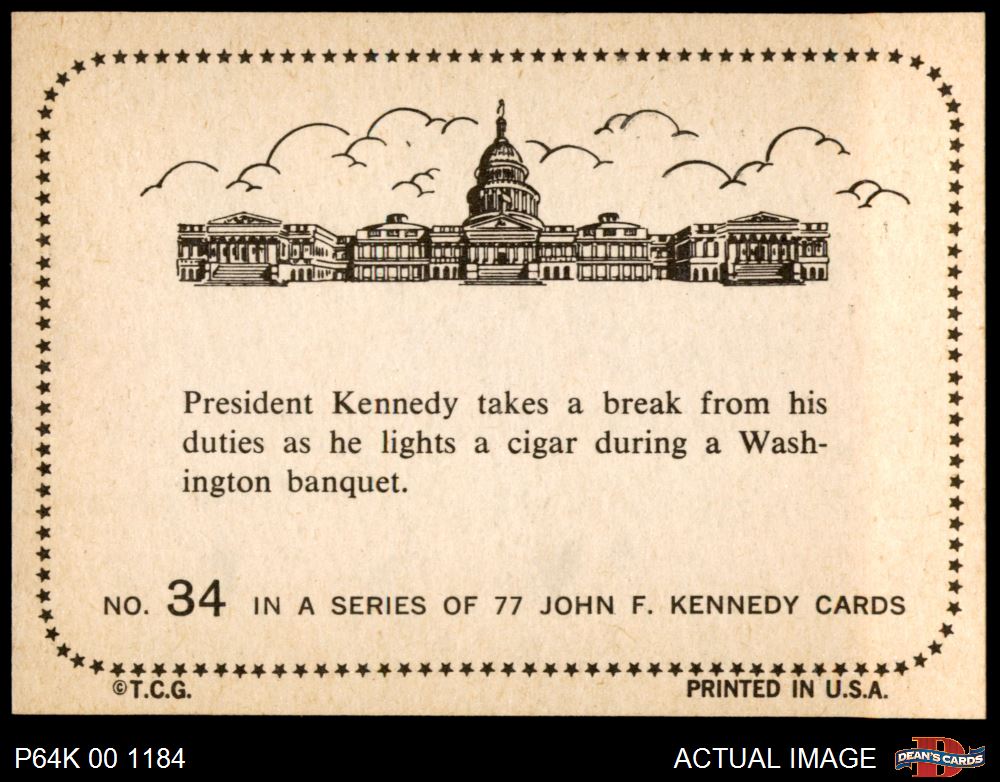 President Kennedy takes a break from his
duties as he lights a cigar during a Wash-
ington banquet.
NO. 34 IN A SERIES OF 77 JOHN F. KENNEDY CARDS
©T.C.G. PRINTED IN U.S.A.
P64K 00 1184 ACTUAL IMAGE D DEAN'S CARDS